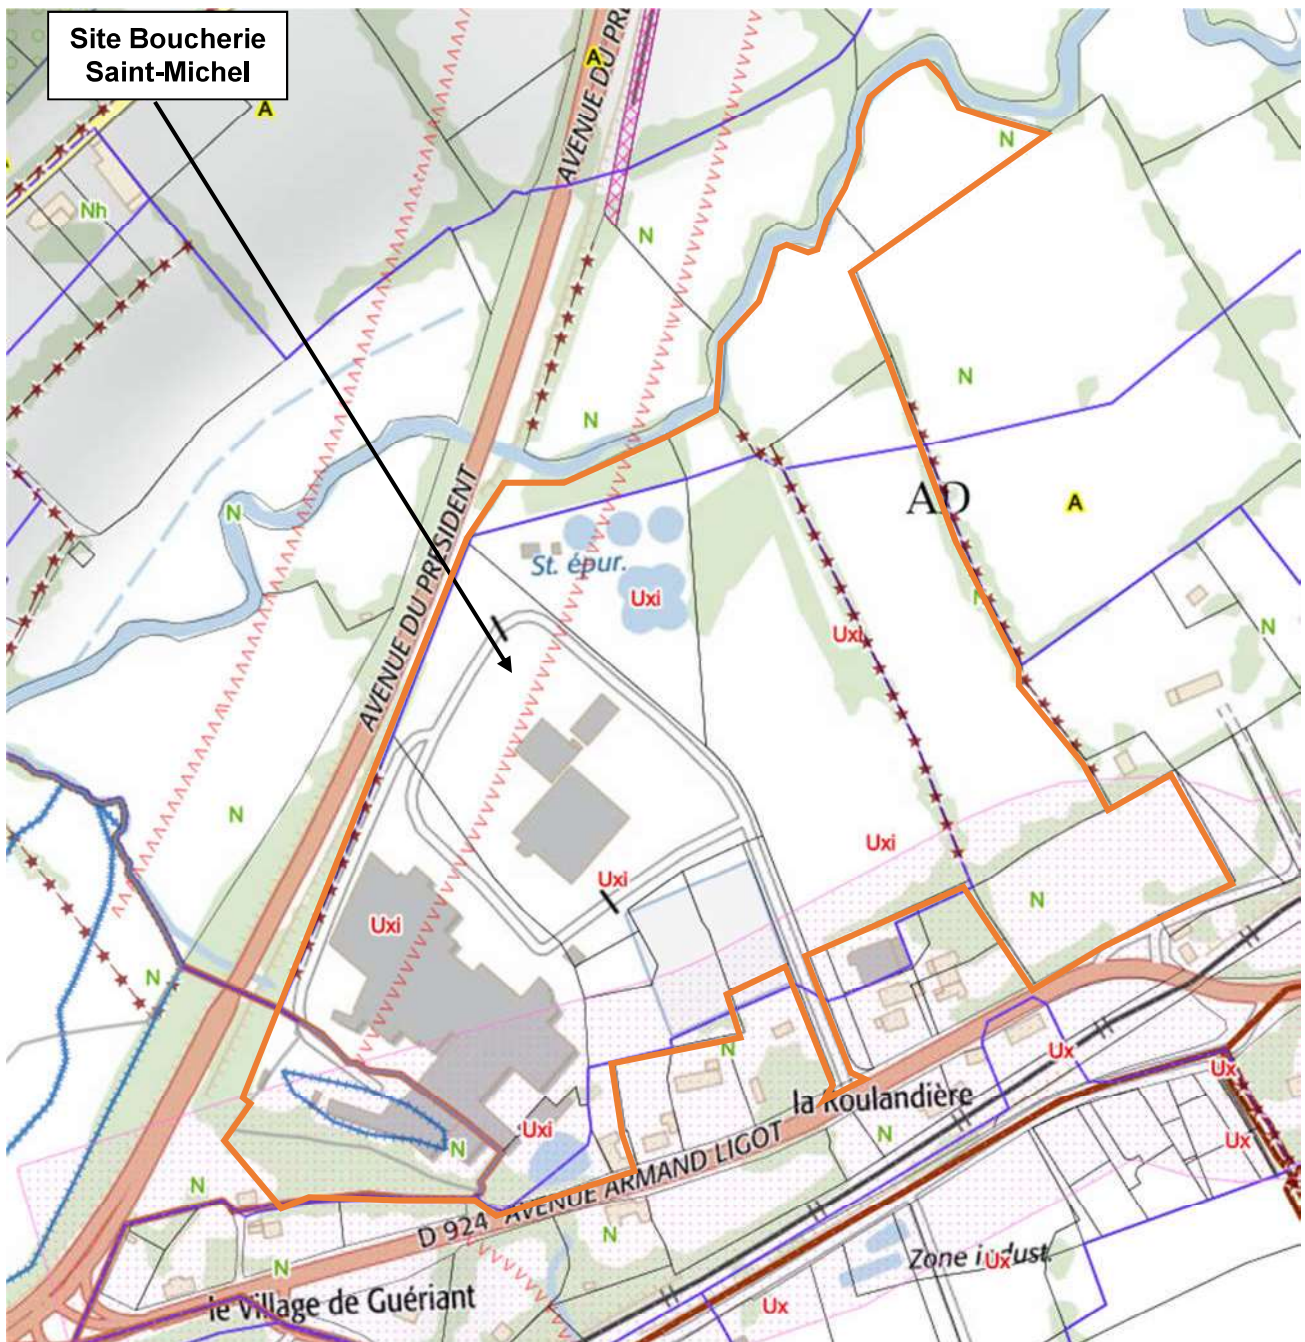 Site Boucherie
Saint-Michel
A
AVENUE DU PRE
A
N
Nh
N
N
N
N
AD
A
AVENUE DU PRESIDENT
St. épur.
Uxi
N
N
Uxi
N
Uxi
Uxi
N
Uxi
N
N
Ux
Ux
la Roulandière
Uxi
N
N
Ux
N
AVENUE ARMAND LIGOT
D 924
N
N
Zone indust.
Ux
le Village de Guériant
Ux